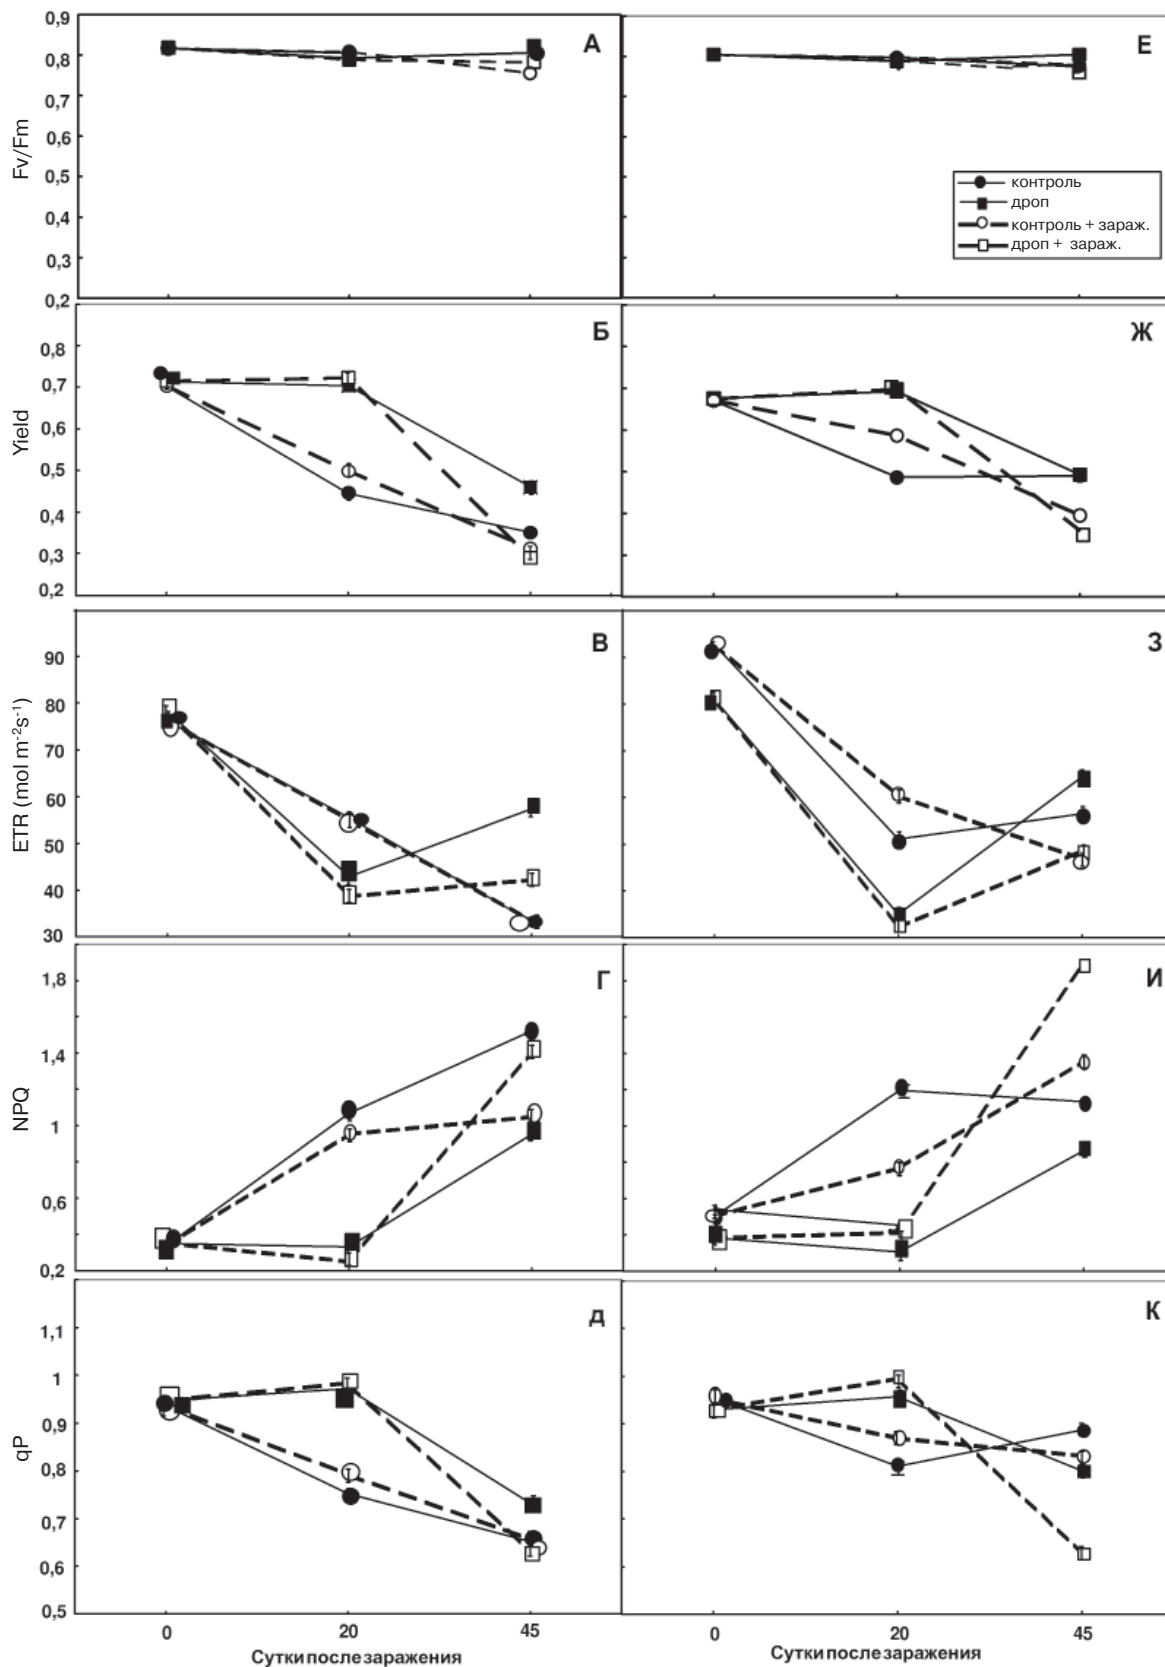 0,9
0,8
0,7
0,6
0,5
0,4
0,3
0,2
Fv/Fm
А
Е
контроль
дроп
контроль + зараж.
дроп + зараж.
0,8
0,7
0,6
0,5
0,4
0,3
0,2
Yield
Б
Ж
90
80
70
60
50
40
30
ETR (mol m⁻²s⁻¹)
В
З
1,8
1,4
1
0,6
0,2
NPQ
Г
И
1,1
1
0,9
0,8
0,7
0,6
0,5
qP
Д
К
0 20 45
0 20 45
Сутки после заражения
Сутки после заражения